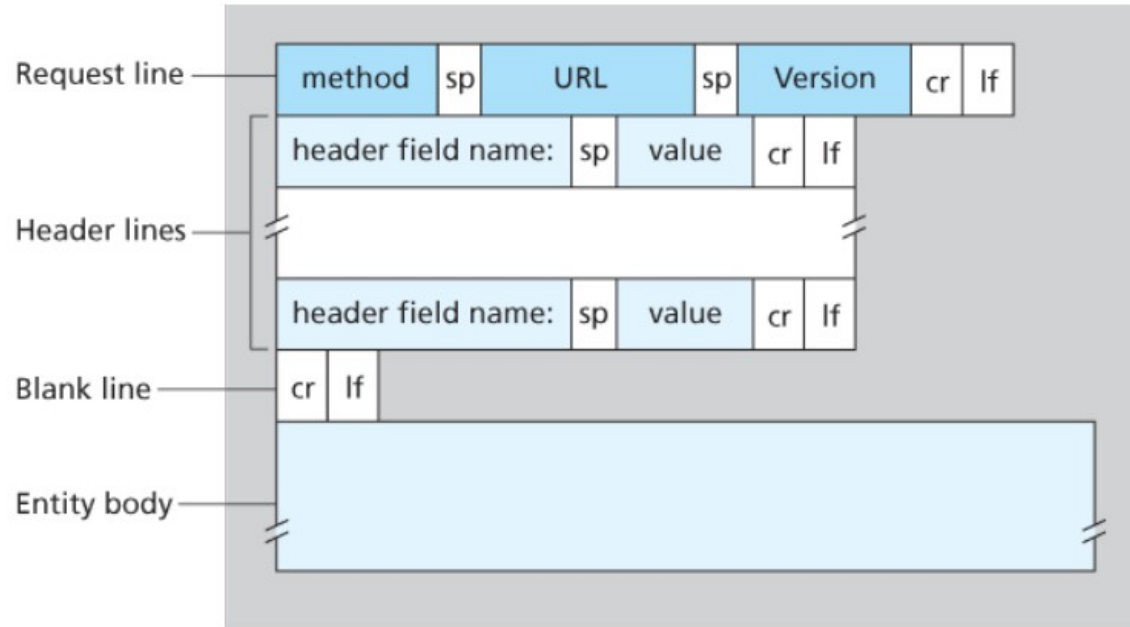 Request line method sp URL sp Version cr lf
header field name: sp value cr lf
Header lines
header field name: sp value cr lf
Blank line cr lf
Entity body